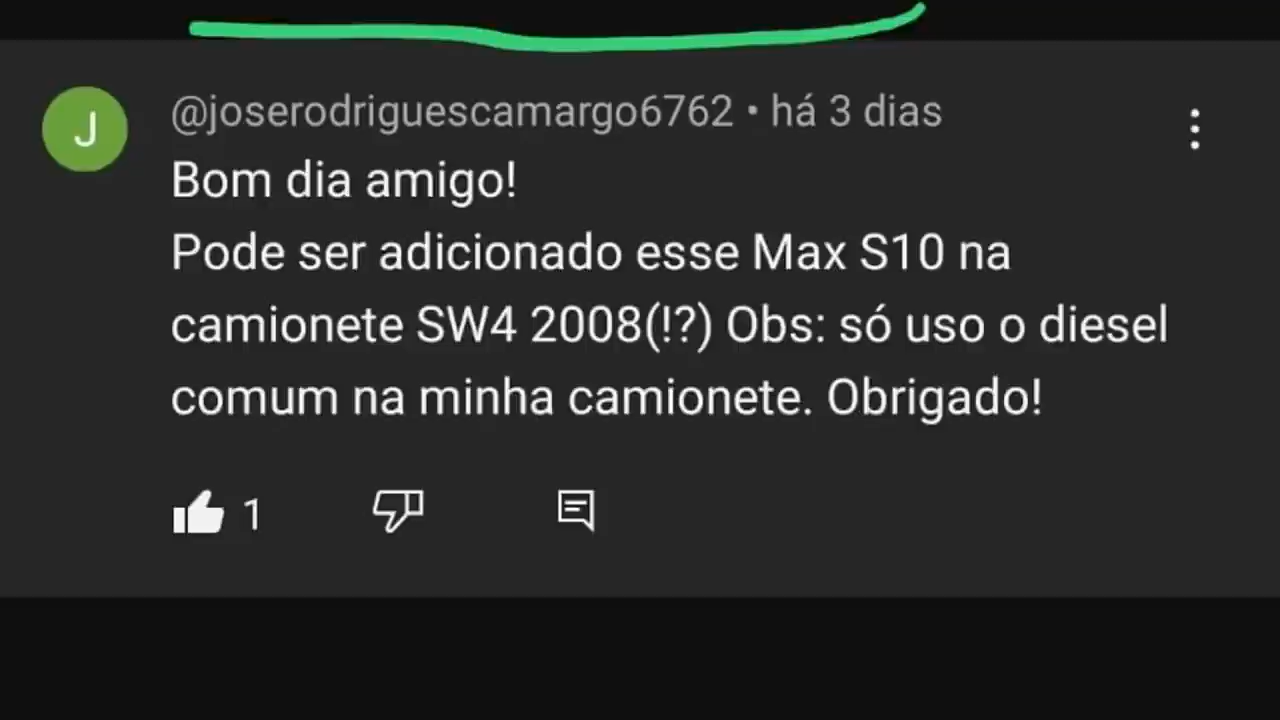 J
@joserodriguescamargo6762 • há 3 dias
Bom dia amigo!
Pode ser adicionado esse Max S10 na
camionete SW4 2008(!?) Obs: só uso o diesel
comum na minha camionete. Obrigado!
1